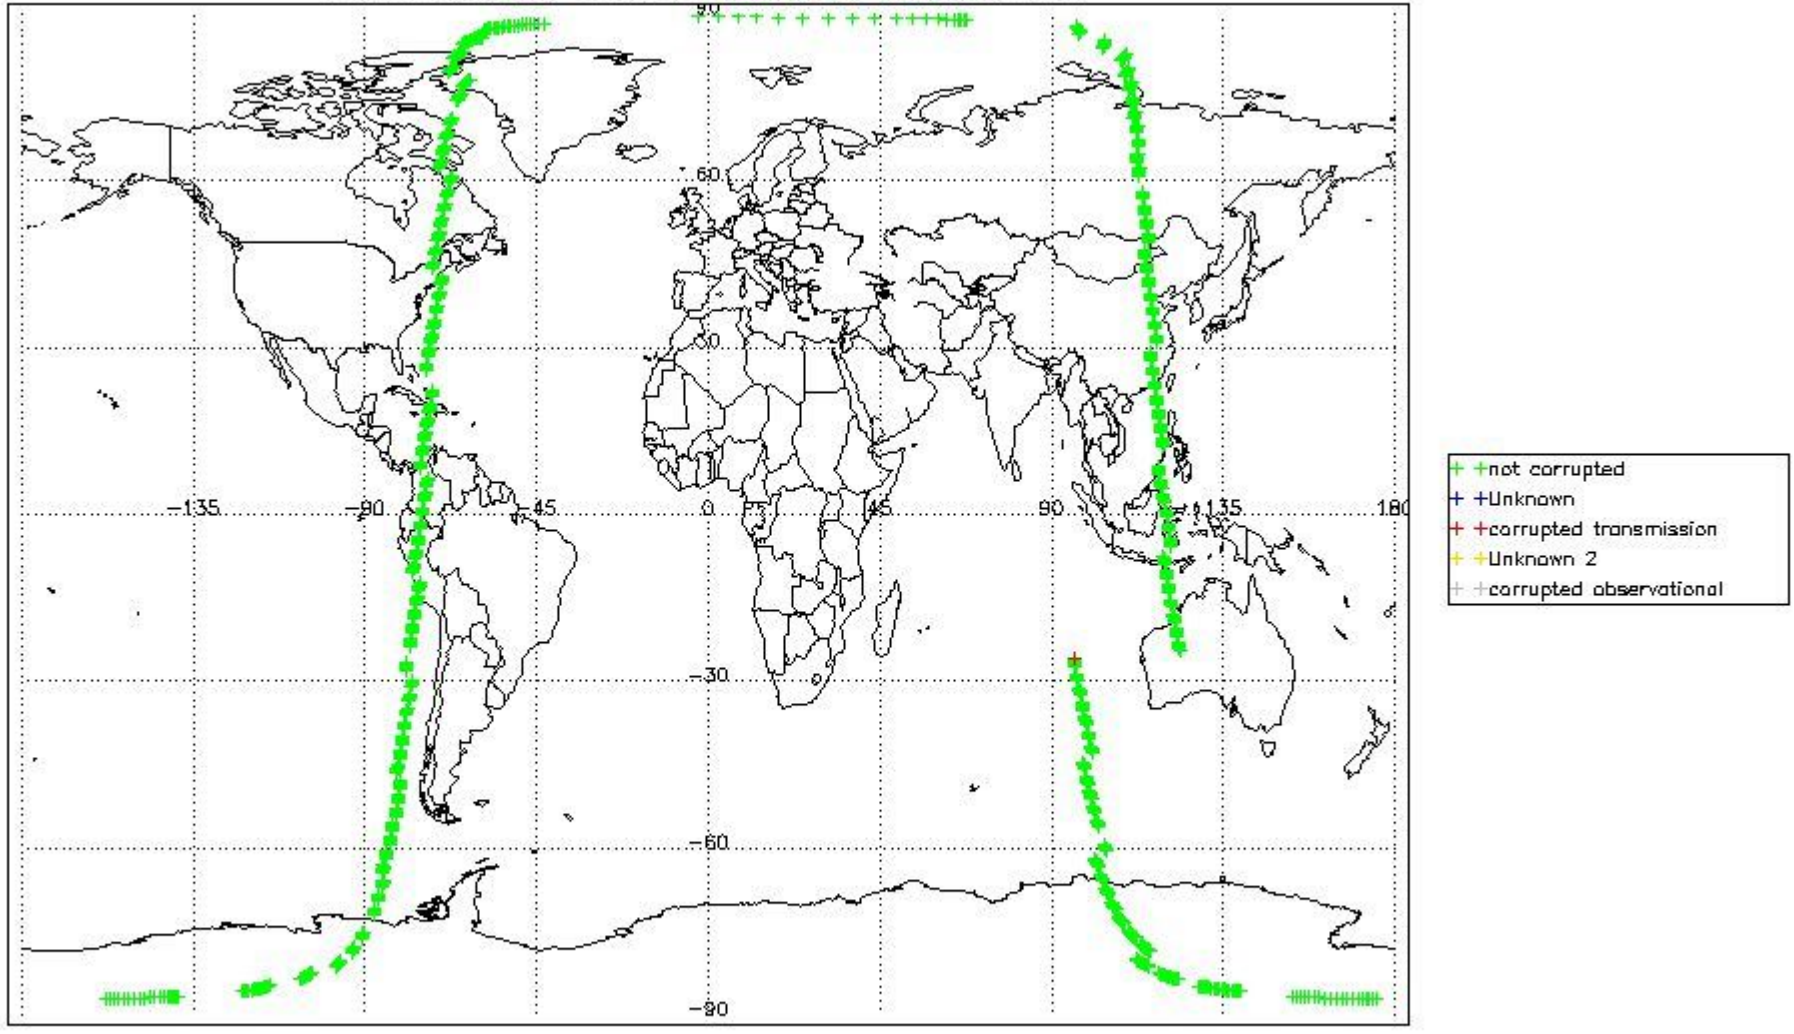 90
60
30
-135
-90
-45
0
45
90
135
180
-30
-60
-90
not corrupted
Unknown
corrupted transmission
Unknown 2
corrupted observational